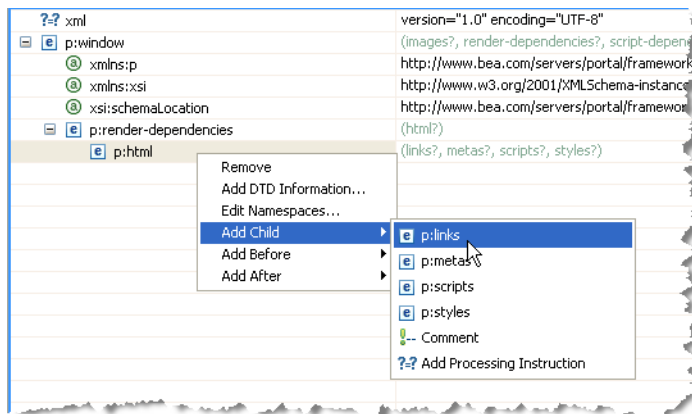 ?=? xml version="1.0" encoding="UTF-8"
e p:window (images?, render-dependencies?, script-depen
a xmlns:p http://www.bea.com/servers/portal/framework
a xmlns:xsi http://www.w3.org/2001/XMLSchema-instance
a xsi:schemaLocation http://www.bea.com/servers/portal/framewor
e p:render-dependencies (html?)
e p:html (links?, metas?, scripts?, styles?)
Remove
Add DTD Information...
Edit Namespaces...
Add Child
Add Before
Add After
e p:links
e p:metas
e p:scripts
e p:styles
!-- Comment
?=? Add Processing Instruction